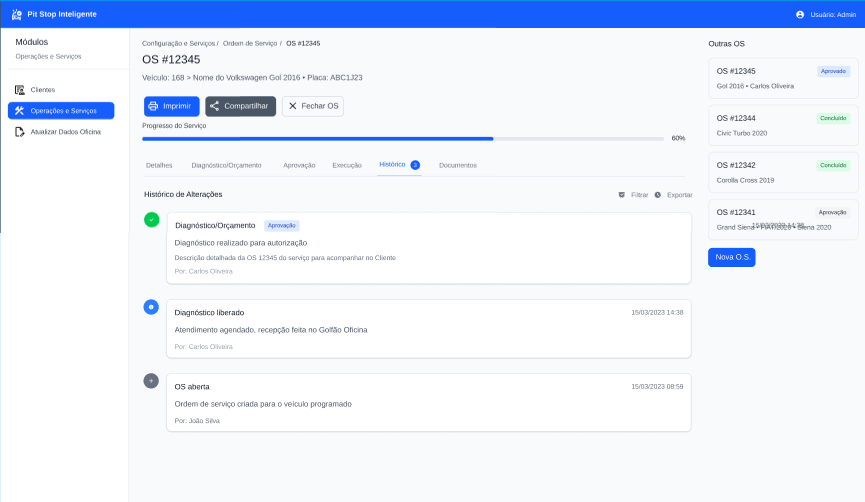 Pit Stop Inteligente
Usuário: Admin
Módulos
Operações e Serviços
Clientes
Operações e Serviços
Atualizar Dados Oficina
Configuração e Serviços / Ordem de Serviço / OS #12345
OS #12345
Veículo: 168 > Nome do Volkswagen Gol 2016 • Placa: ABC1J23
Imprimir
Compartilhar
Fechar OS
Progresso do Serviço
60%
Detalhes
Diagnóstico/Orçamento
Aprovação
Execução
Histórico 3
Documentos
Histórico de Alterações
Filtrar
Exportar
Diagnóstico/Orçamento Aprovação
Diagnóstico realizado para autorização
Descrição detalhada da OS 12345 do serviço para acompanhar no Cliente
Por: Carlos Oliveira
Diagnóstico liberado 15/03/2023 14:38
Atendimento agendado, recepção feita no Golfão Oficina
Por: Carlos Oliveira
OS aberta 15/03/2023 08:59
Ordem de serviço criada para o veículo programado
Por: João Silva
Outras OS
OS #12345 Aprovado
Gol 2016 • Carlos Oliveira
OS #12344 Concluído
Civic Turbo 2020
OS #12342 Concluído
Corolla Cross 2019
OS #12341 Aprovação
Grand Siena • Siena 2020
Nova O.S.